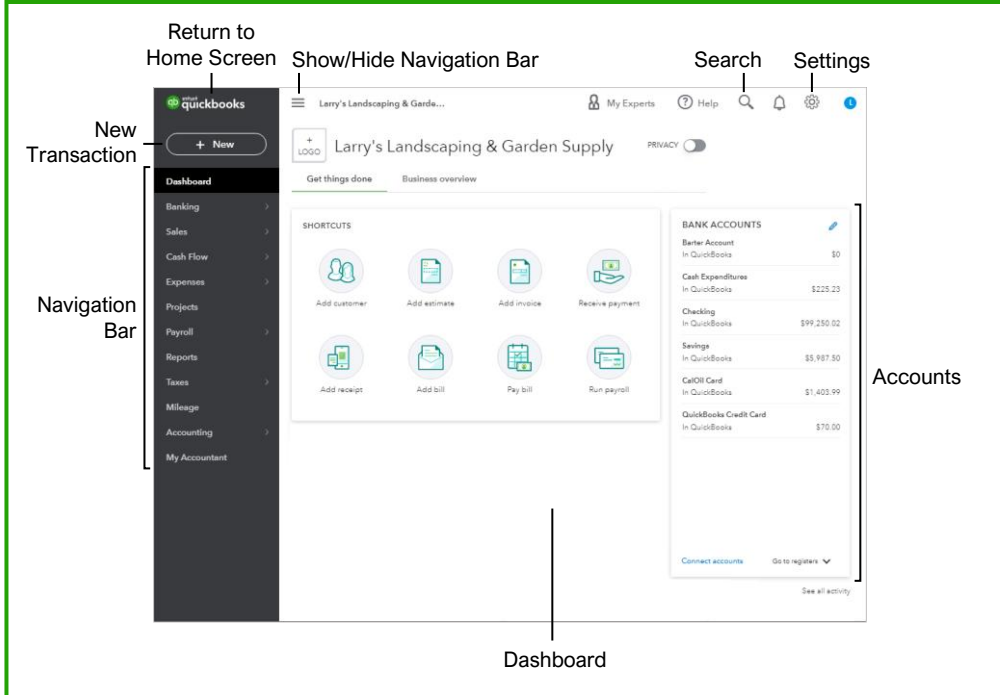 Return to
Home Screen
Show/Hide Navigation Bar
Search
Settings
qb intuit quickbooks
Larry's Landscaping & Garde...
My Experts
? Help
L
New
Transaction
+ New
+
LOGO
Larry's Landscaping & Garden Supply
PRIVACY
Get things done
Business overview
Navigation
Bar
Dashboard
Banking
Sales
Cash Flow
Expenses
Projects
Payroll
Reports
Taxes
Mileage
Accounting
My Accountant
SHORTCUTS
Add customer
Add estimate
Add invoice
Receive payment
Add receipt
Add bill
Pay bill
Run payroll
BANK ACCOUNTS
Barter Account
In QuickBooks $0
Cash Expenditures
In QuickBooks $225.23
Checking
In QuickBooks $99,250.02
Savings
In QuickBooks $5,987.50
CalOil Card
In QuickBooks $1,403.99
QuickBooks Credit Card
In QuickBooks $70.00
Connect accounts
Go to registers
See all activity
Accounts
Dashboard